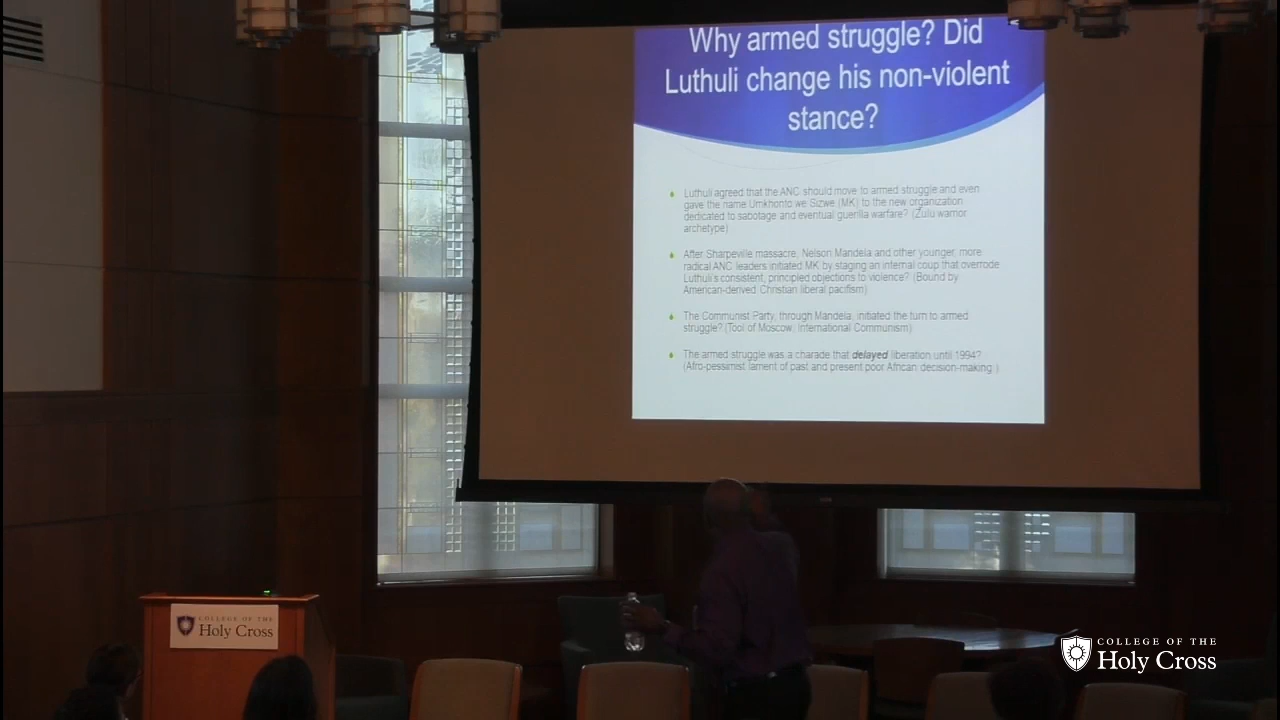 Why armed struggle? Did
Luthuli change his non-violent
stance?
Luthuli agreed that the ANC should move to armed struggle and even
gave the name Umkhonto we Sizwe (MK) to the new organization
dedicated to sabotage and eventual guerilla warfare? (Zulu warrior
archetype)
After Sharpeville massacre, Nelson Mandela and other younger, more
radical ANC leaders initiated MK by staging an internal coup that overrode
Luthuli's consistent, principled objections to violence? (Bound by
American-derived Christian liberal pacifism)
The Communist Party, through Mandela, initiated the turn to armed
struggle? (Tool of Moscow, International Communism)
The armed struggle was a charade that delayed liberation until 1994?
(Afro-pessimist lament of past and present poor African decision-making.)
COLLEGE OF THE
Holy Cross
COLLEGE OF THE
Holy Cross